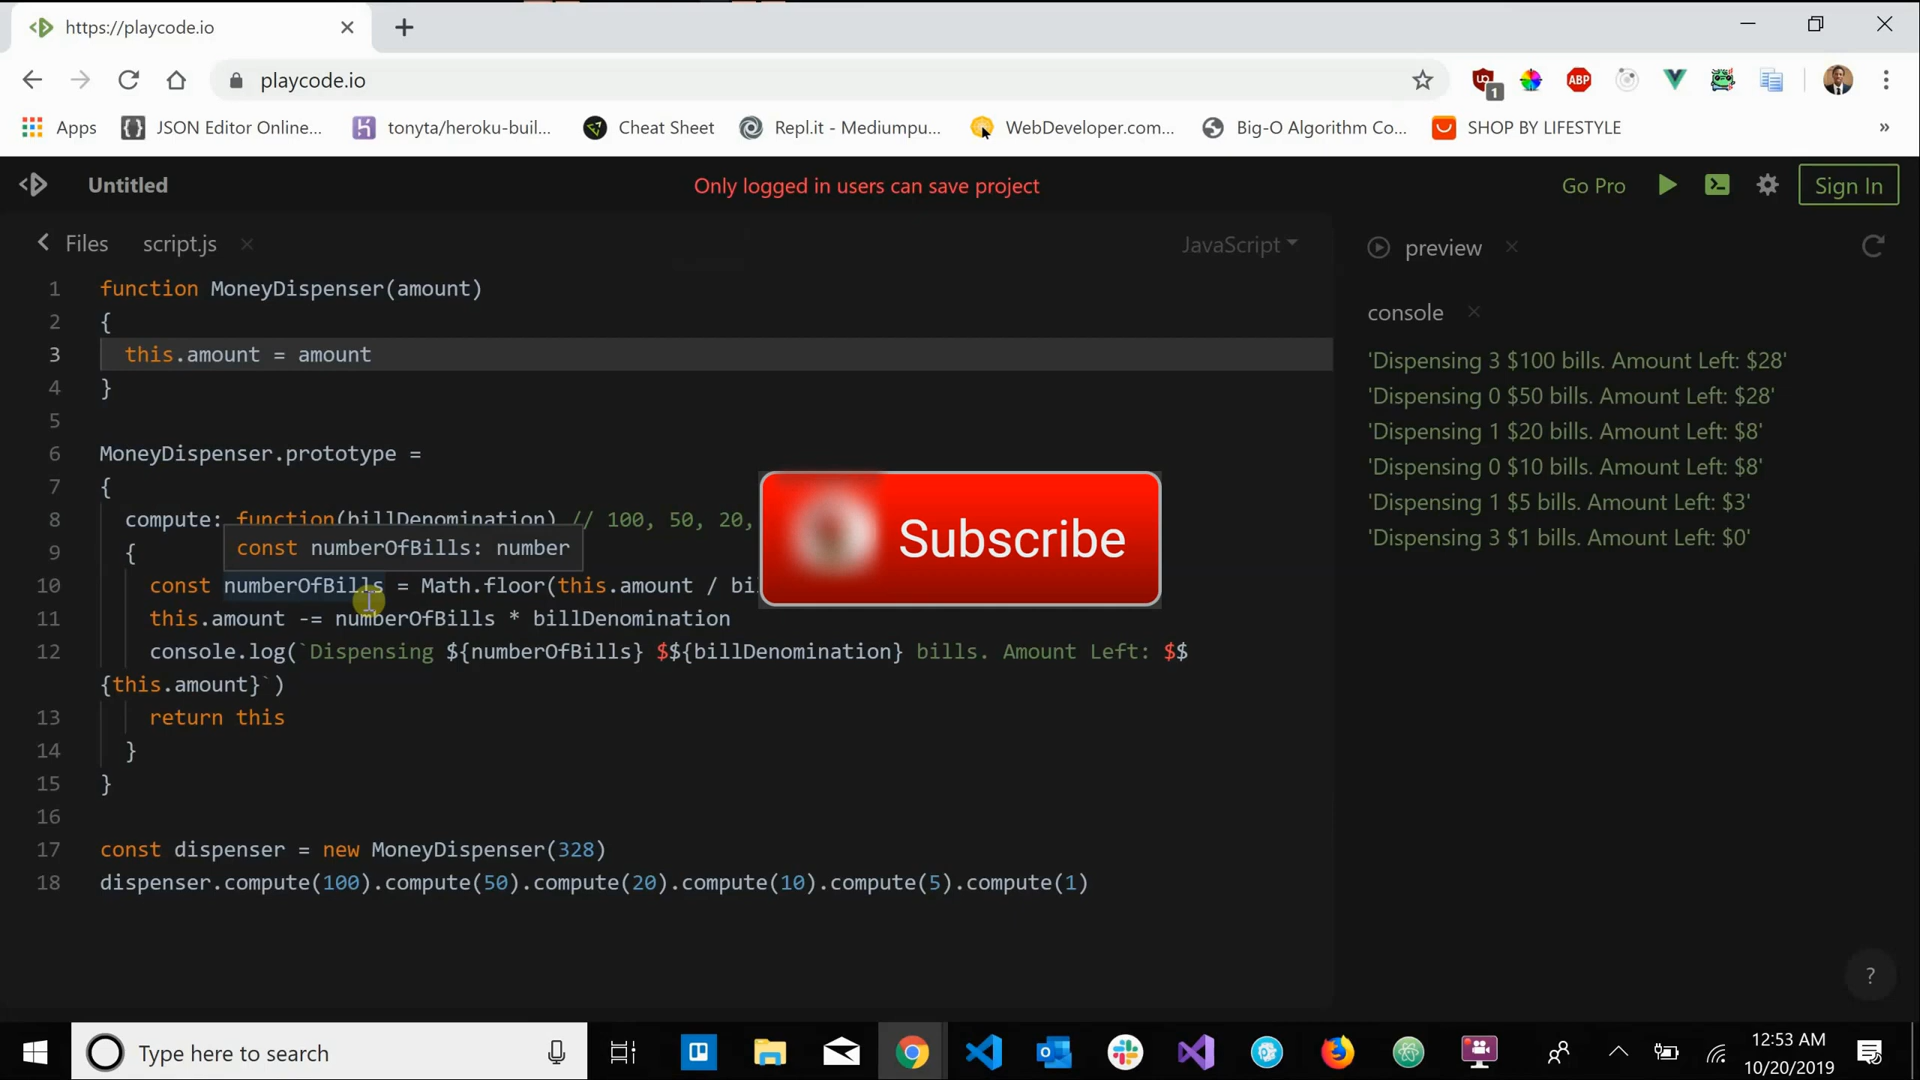 https://playcode.io
playcode.io
1
ABP
Apps
JSON Editor Online...
tonyta/heroku-buil...
Cheat Sheet
Repl.it - Mediumpu...
WebDeveloper.com...
Big-O Algorithm Co...
SHOP BY LIFESTYLE
»
Untitled
Only logged in users can save project
Go Pro
Sign In
Files
script.js
JavaScript
preview
console
1 function MoneyDispenser(amount)
2 {
3 this.amount = amount
4 }
5
6 MoneyDispenser.prototype =
7 {
8 compute: function(billDenomination) // 100, 50, 20,
const numberOfBills: number
9 {
10 const numberOfBills = Math.floor(this.amount /
11 this.amount -= numberOfBills * billDenomination
12 console.log(`Dispensing ${numberOfBills} $${billDenomination} bills. Amount Left: $$
{this.amount}`)
13 return this
14 }
15 }
16
17 const dispenser = new MoneyDispenser(328)
18 dispenser.compute(100).compute(50).compute(20).compute(10).compute(5).compute(1)
Subscribe
'Dispensing 3 $100 bills. Amount Left: $28'
'Dispensing 0 $50 bills. Amount Left: $28'
'Dispensing 1 $20 bills. Amount Left: $8'
'Dispensing 0 $10 bills. Amount Left: $8'
'Dispensing 1 $5 bills. Amount Left: $3'
'Dispensing 3 $1 bills. Amount Left: $0'
?
Type here to search
12:53 AM
10/20/2019